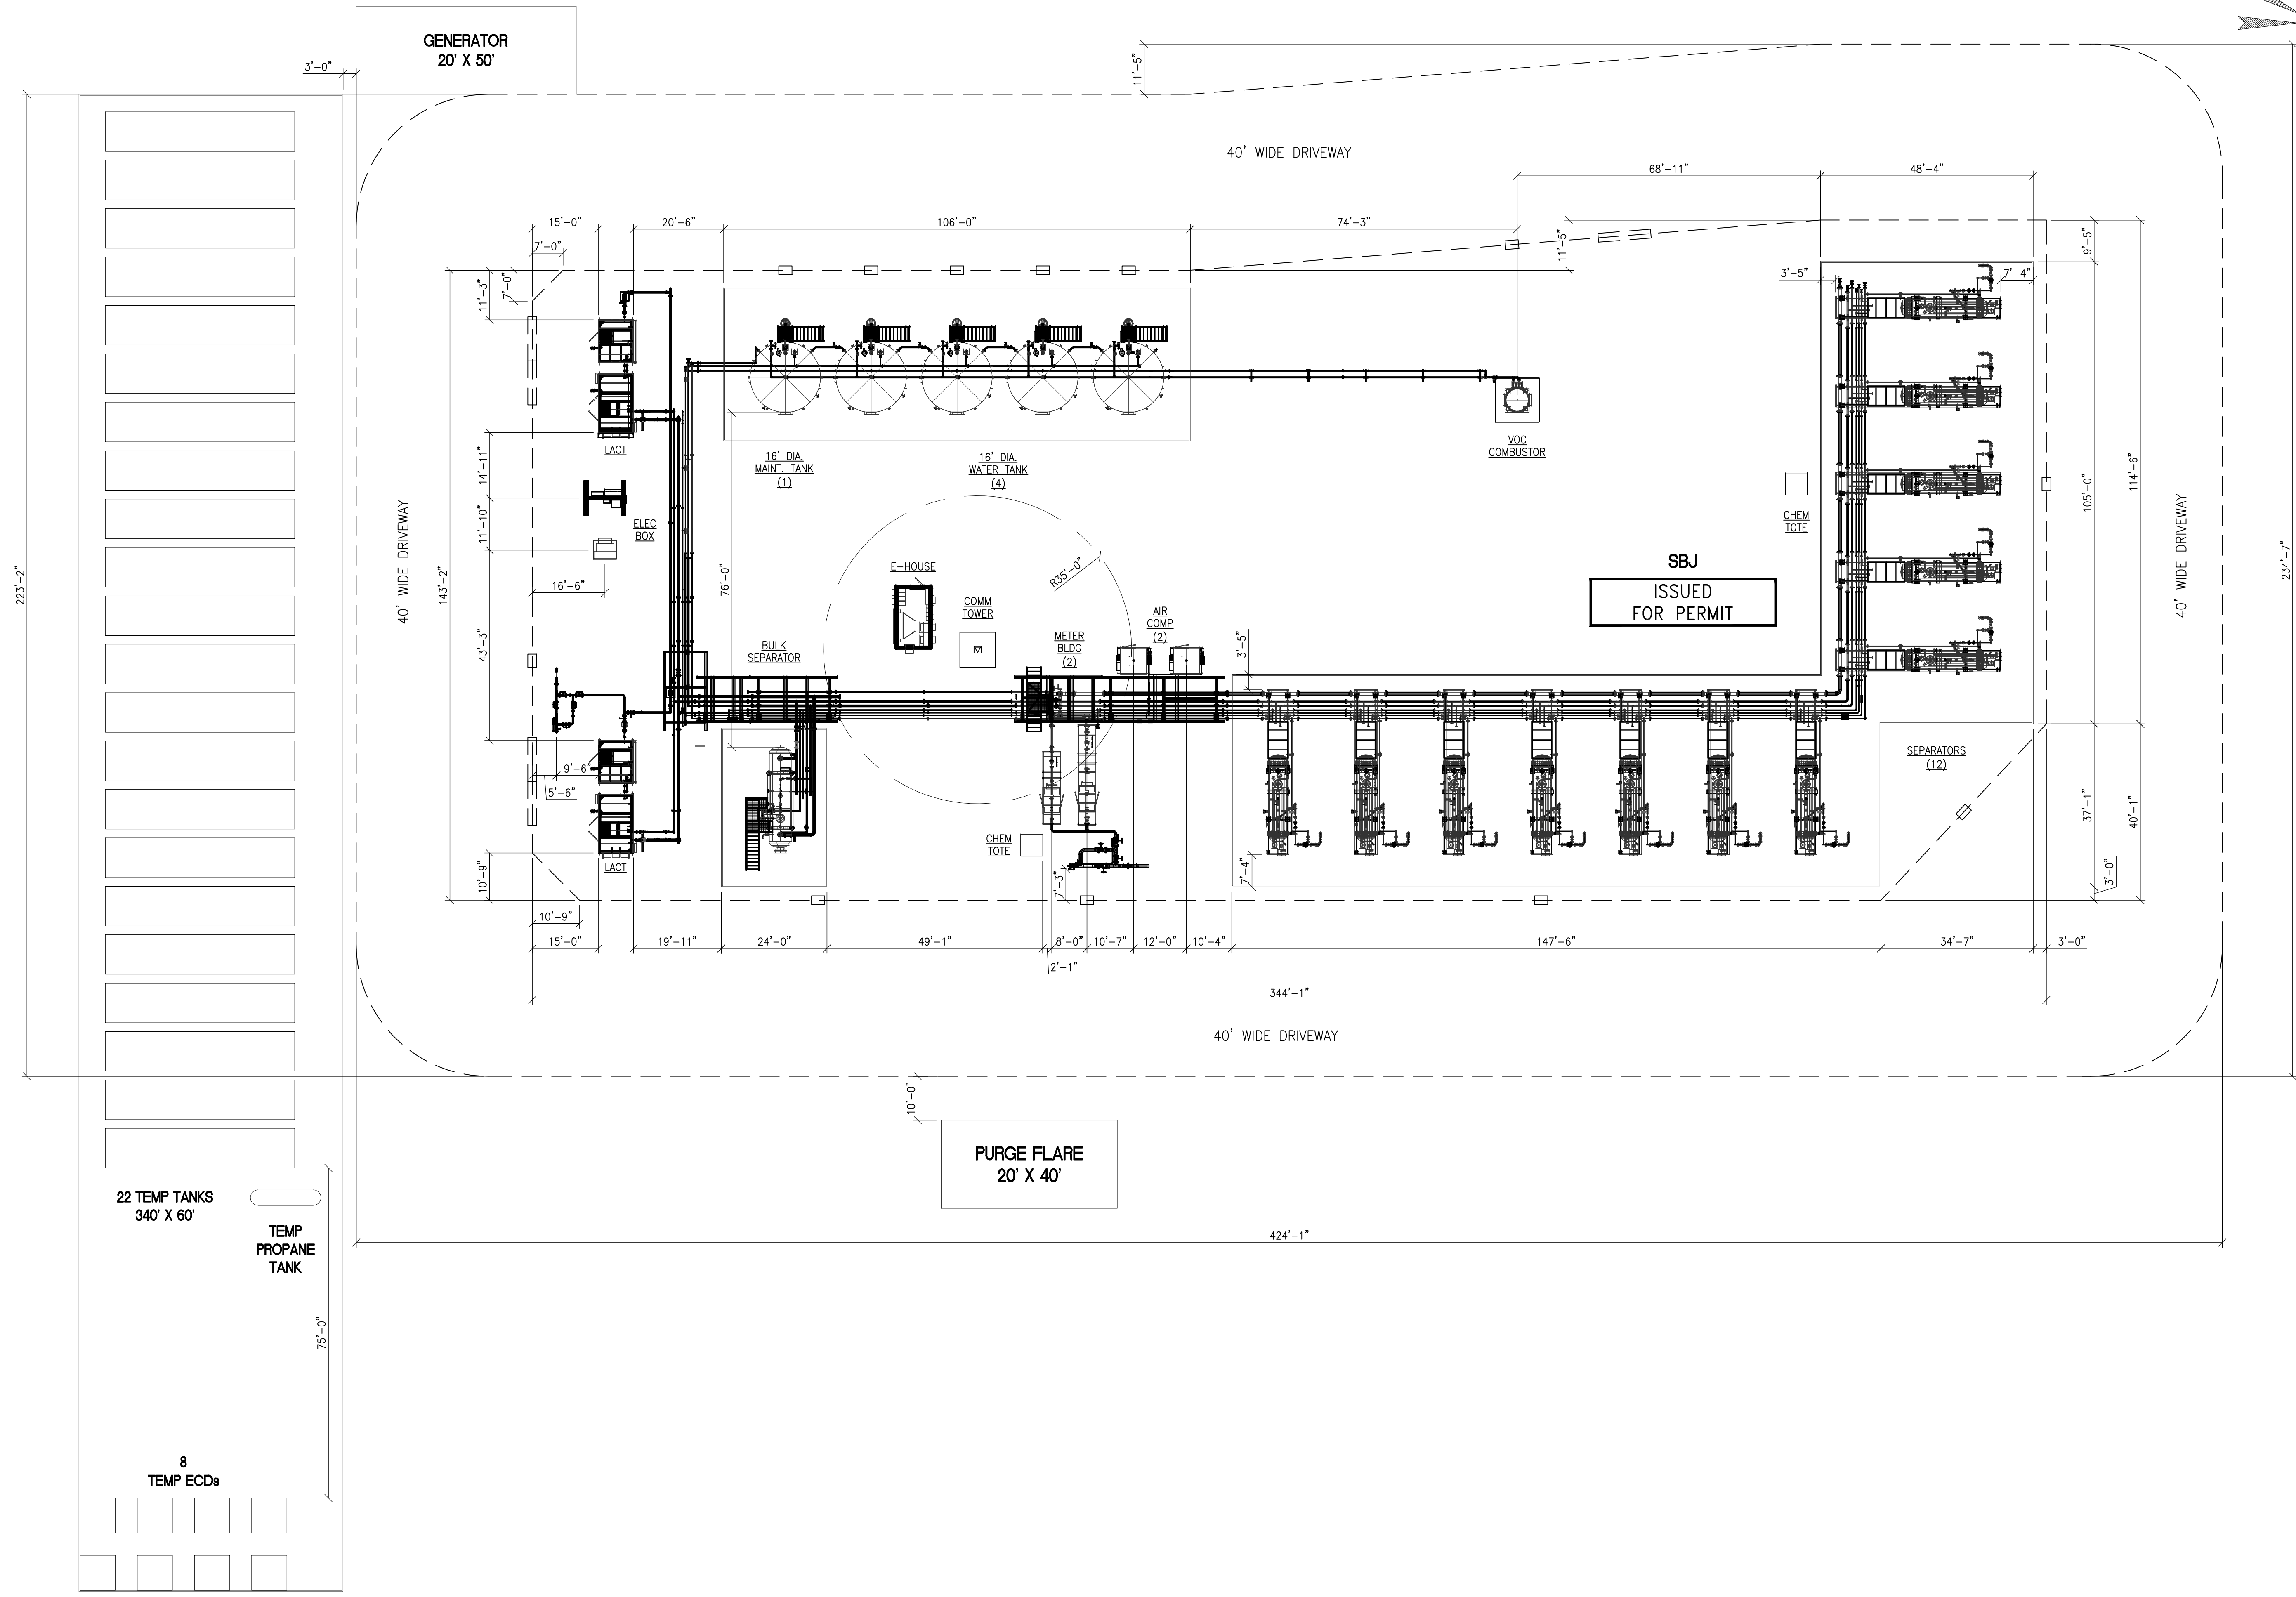 GENERATOR
20' X 50'
3'-0"
11'-5"
40' WIDE DRIVEWAY
68'-11"
48'-4"
15'-0"
20'-6"
106'-0"
74'-3"
7'-0"
11'-5"
9'-5"
11'-3"
7'-0"
3'-5"
7'-4"
LACT
16' DIA.
MAINT. TANK
(1)
16' DIA.
WATER TANK
(4)
VOC
COMBUSTOR
14'-11"
114'-6"
105'-0"
CHEM
TOTE
ELEC
BOX
11'-10"
40' WIDE DRIVEWAY
40' WIDE DRIVEWAY
223'-2"
143'-2"
234'-7"
16'-6"
76'-0"
E-HOUSE
R35'-0"
SBJ
ISSUED
FOR PERMIT
COMM
TOWER
AIR
COMP
(2)
METER
BLDG
(2)
BULK
SEPARATOR
43'-3"
3'-5"
SEPARATORS
(12)
9'-6"
5'-6"
CHEM
TOTE
37'-1"
40'-1"
LACT
10'-9"
7'-3"
7'-4"
3'-0"
10'-9"
15'-0"
19'-11"
24'-0"
49'-1"
8'-0"
10'-7"
12'-0"
10'-4"
147'-6"
34'-7"
3'-0"
2'-1"
344'-1"
40' WIDE DRIVEWAY
10'-0"
PURGE FLARE
20' X 40'
22 TEMP TANKS
340' X 60'
TEMP
PROPANE
TANK
424'-1"
75'-0"
8
TEMP ECDs